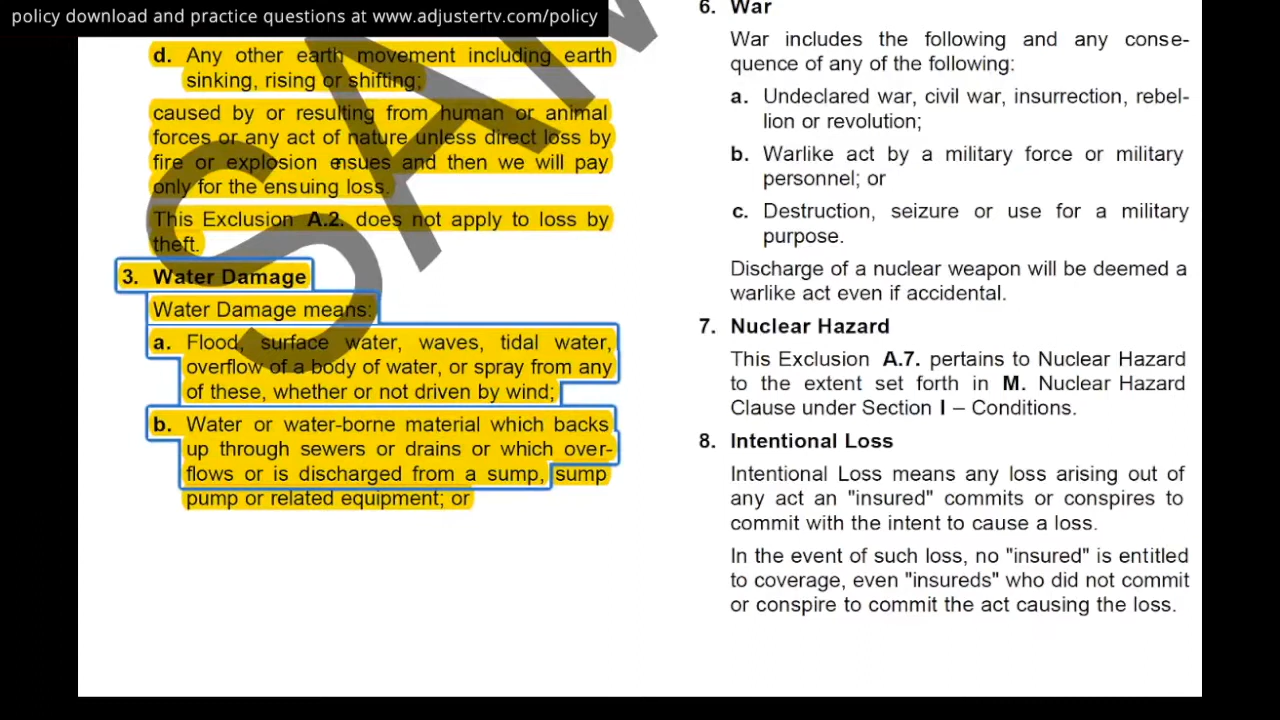 policy download and practice questions at www.adjustertv.com/policy
d. Any other earth movement including earth
sinking, rising or shifting;
caused by or resulting from human or animal
forces or any act of nature unless direct loss by
fire or explosion ensues and then we will pay
only for the ensuing loss.
This Exclusion A.2. does not apply to loss by
theft.
3. Water Damage
Water Damage means:
a. Flood, surface water, waves, tidal water,
overflow of a body of water, or spray from any
of these, whether or not driven by wind;
b. Water or water-borne material which backs
up through sewers or drains or which over-
flows or is discharged from a sump, sump
pump or related equipment; or
6. War
War includes the following and any conse-
quence of any of the following:
a. Undeclared war, civil war, insurrection, rebel-
lion or revolution;
b. Warlike act by a military force or military
personnel; or
c. Destruction, seizure or use for a military
purpose.
Discharge of a nuclear weapon will be deemed a
warlike act even if accidental.
7. Nuclear Hazard
This Exclusion A.7. pertains to Nuclear Hazard
to the extent set forth in M. Nuclear Hazard
Clause under Section I – Conditions.
8. Intentional Loss
Intentional Loss means any loss arising out of
any act an "insured" commits or conspires to
commit with the intent to cause a loss.
In the event of such loss, no "insured" is entitled
to coverage, even "insureds" who did not commit
or conspire to commit the act causing the loss.